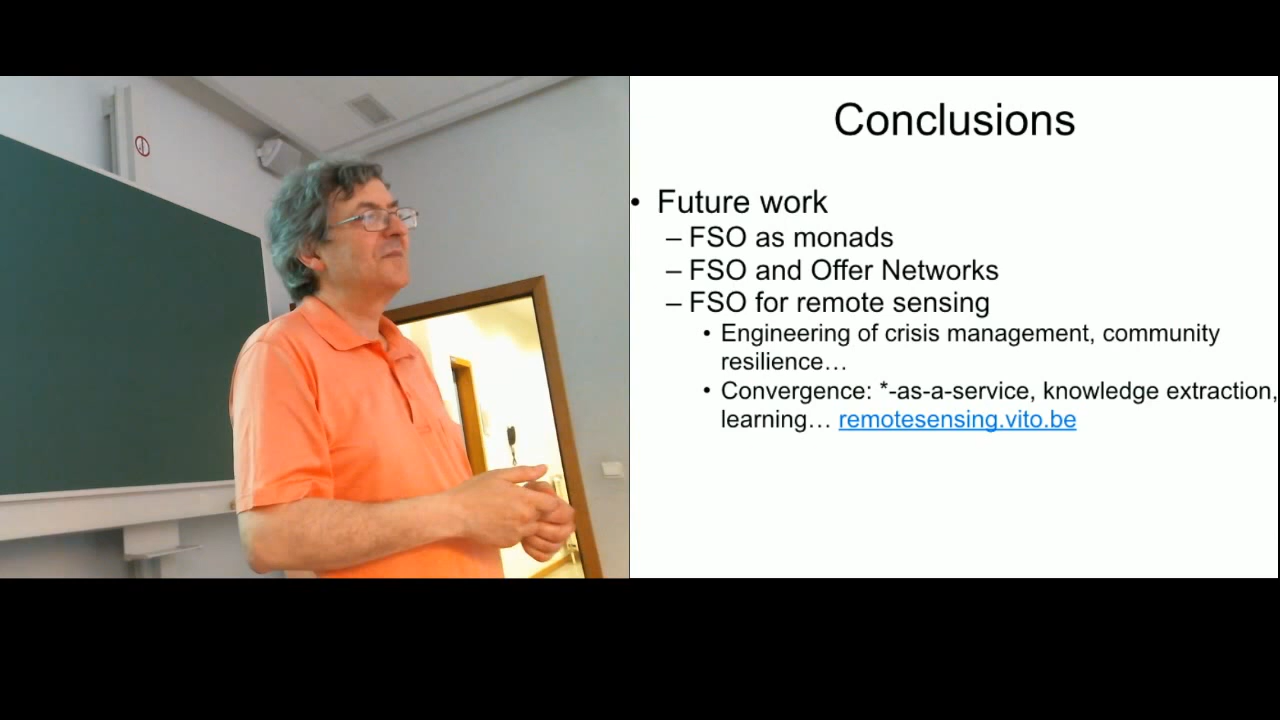 Conclusions
• Future work
– FSO as monads
– FSO and Offer Networks
– FSO for remote sensing
• Engineering of crisis management, community
resilience…
• Convergence: *-as-a-service, knowledge extraction,
learning… remotesensing.vito.be